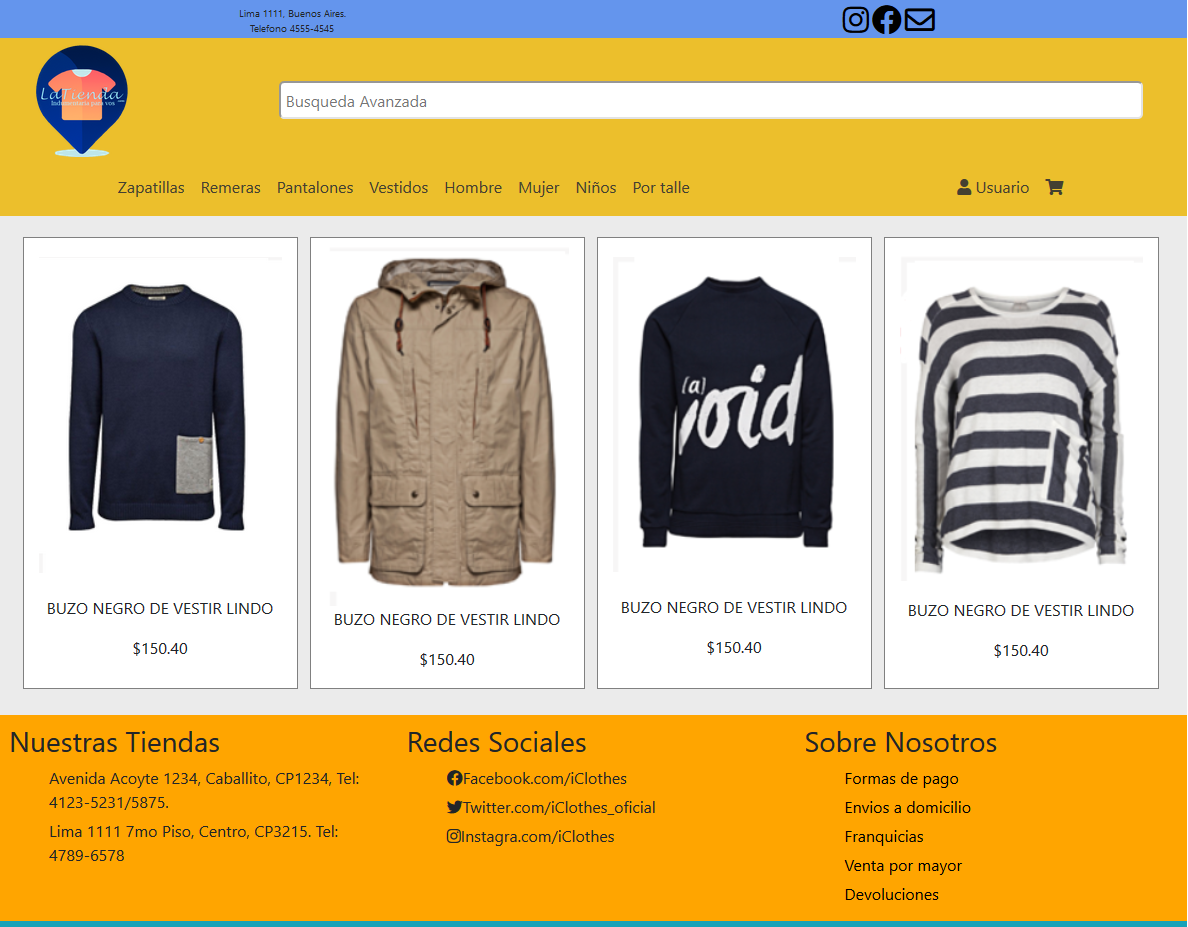 Lima 1111, Buenos Aires.
Telefono 4555-4545
LaTienda
Indumentaria para vos
Busqueda Avanzada
Zapatillas Remeras Pantalones Vestidos Hombre Mujer Niños Por talle Usuario
(a)
void
BUZO NEGRO DE VESTIR LINDO
$150.40
BUZO NEGRO DE VESTIR LINDO
$150.40
BUZO NEGRO DE VESTIR LINDO
$150.40
BUZO NEGRO DE VESTIR LINDO
$150.40
Nuestras Tiendas
Avenida Acoyte 1234, Caballito, CP1234, Tel:
4123-5231/5875.
Lima 1111 7mo Piso, Centro, CP3215. Tel:
4789-6578
Redes Sociales
Facebook.com/iClothes
Twitter.com/iClothes_oficial
Instagra.com/iClothes
Sobre Nosotros
Formas de pago
Envios a domicilio
Franquicias
Venta por mayor
Devoluciones